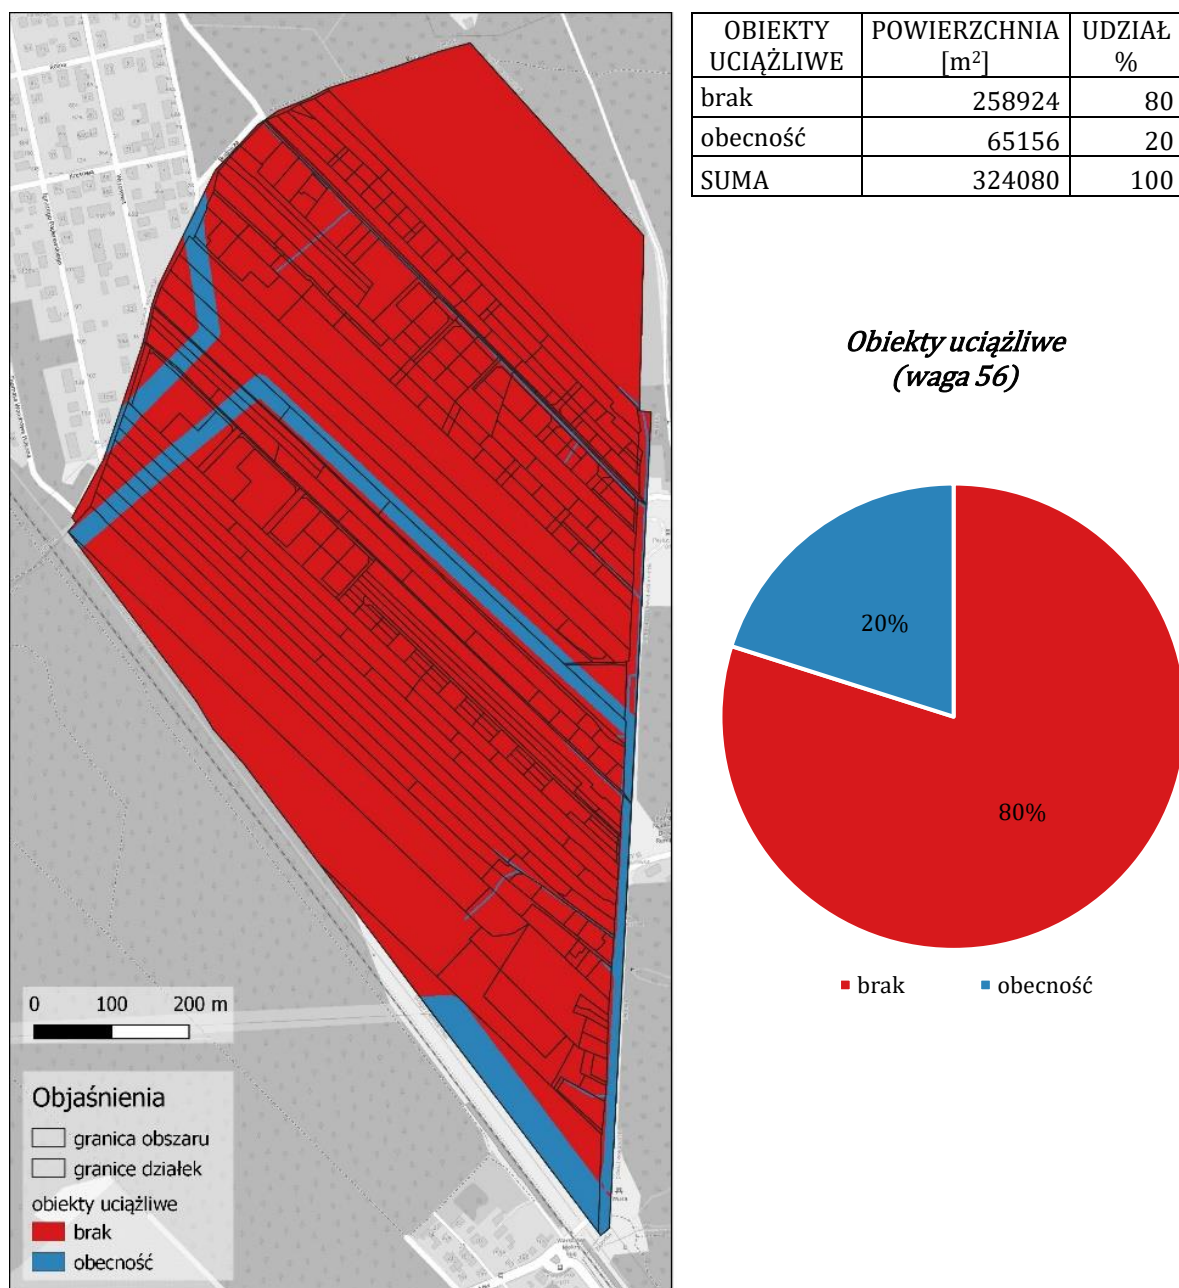 OBIEKTY UCIĄŻLIWE POWIERZCHNIA [m²] UDZIAŁ %
brak 258924 80
obecność 65156 20
SUMA 324080 100
Obiekty uciążliwe
(waga 56)
20%
80%
brak obecność
0 100 200 m
Objaśnienia
granica obszaru
granice działek
obiekty uciążliwe
brak
obecność